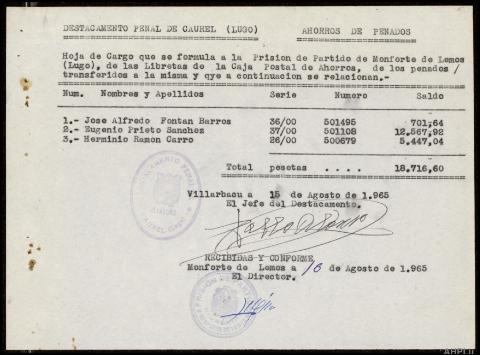 DESTACAMENTO PENAL DE CAUREL (LUGO) AHORROS DE PENADOS
Hoja de Cargo que se formula a la Prision de Partido de Monforte de Lemos
(Lugo), de las Libretas de la Caja Postal de Ahorros, de los penados /
transferidos a la misma y qye a continuacion se relacionan.-
Num. Nombres y Apellidos Serie Numero Saldo
1.- Jose Alfredo Fontan Barros 36/00 501495 701,64
2.- Eugenio Prieto Sanchez 37/00 501108 12,567,92
3.- Herminio Ramon Carro 26/00 500679 5,447,04
Total pesetas .... 18,716,60
Villarbacu a 15 de Agosto de 1.965
El Jefe del Destacamento.
RECIBIDAS Y CONFORME
Monforte de Lemos a 16 de Agosto de 1.965
El Director.